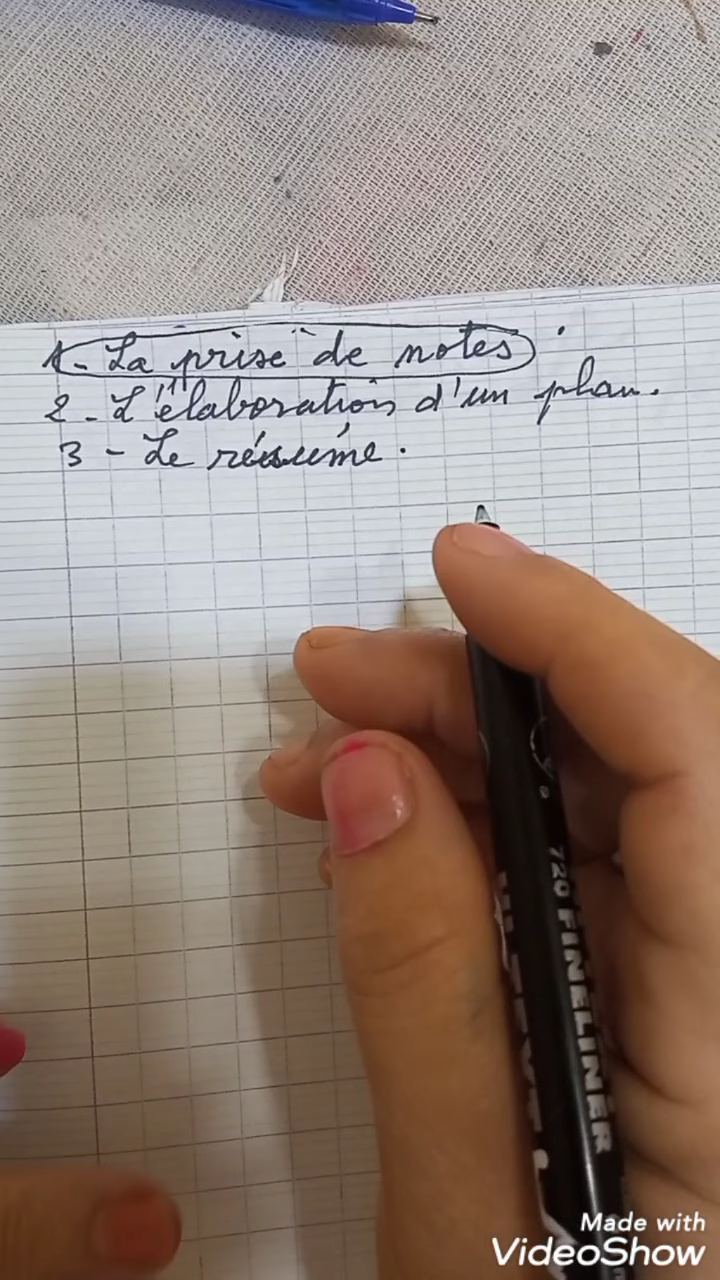 1- La prise de notes.
2- L'élaboration d'un plan.
3- Le résumé.
720 FINELINER
Made with
VideoShow